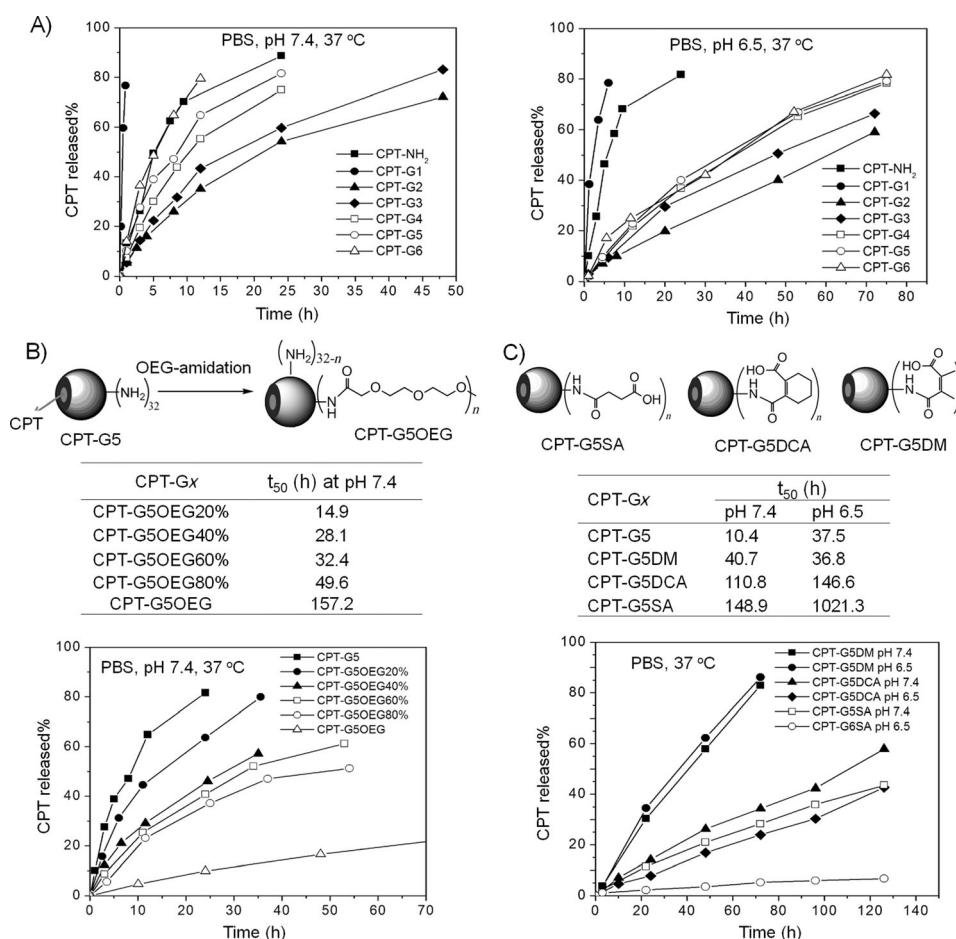 A)
PBS, pH 7.4, 37 °C
CPT released%
100
80
60
40
20
0
CPT-NH2
CPT-G1
CPT-G2
CPT-G3
CPT-G4
CPT-G5
CPT-G6
0 5 10 15 20 25 30 35 40 45 50
Time (h)
PBS, pH 6.5, 37 °C
CPT released%
100
80
60
40
20
0
CPT-NH2
CPT-G1
CPT-G2
CPT-G3
CPT-G4
CPT-G5
CPT-G6
0 10 20 30 40 50 60 70 80
Time (h)
B)
CPT
(NH2)32
CPT-G5
OEG-amidation
(NH2)32-n
N
H
O
O
O
O
n
CPT-G5OEG
CPT-Gx t50 (h) at pH 7.4
CPT-G5OEG20% 14.9
CPT-G5OEG40% 28.1
CPT-G5OEG60% 32.4
CPT-G5OEG80% 49.6
CPT-G5OEG 157.2
PBS, pH 7.4, 37 °C
CPT released%
100
80
60
40
20
0
CPT-G5
CPT-G5OEG20%
CPT-G5OEG40%
CPT-G5OEG60%
CPT-G5OEG80%
CPT-G5OEG
0 10 20 30 40 50 60 70
Time (h)
C)
H
N
O
O
OH
n
CPT-G5SA
O
HO
HN
O
n
CPT-G5DCA
O
HO
HN
O
n
CPT-G5DM
CPT-Gx t50 (h)
pH 7.4 pH 6.5
CPT-G5 10.4 37.5
CPT-G5DM 40.7 36.8
CPT-G5DCA 110.8 146.6
CPT-G5SA 148.9 1021.3
PBS, 37 °C
CPT released%
100
80
60
40
20
0
CPT-G5DM pH 7.4
CPT-G5DM pH 6.5
CPT-G5DCA pH 7.4
CPT-G5DCA pH 6.5
CPT-G5SA pH 7.4
CPT-G6SA pH 6.5
0 20 40 60 80 100 120 140
Time (h)